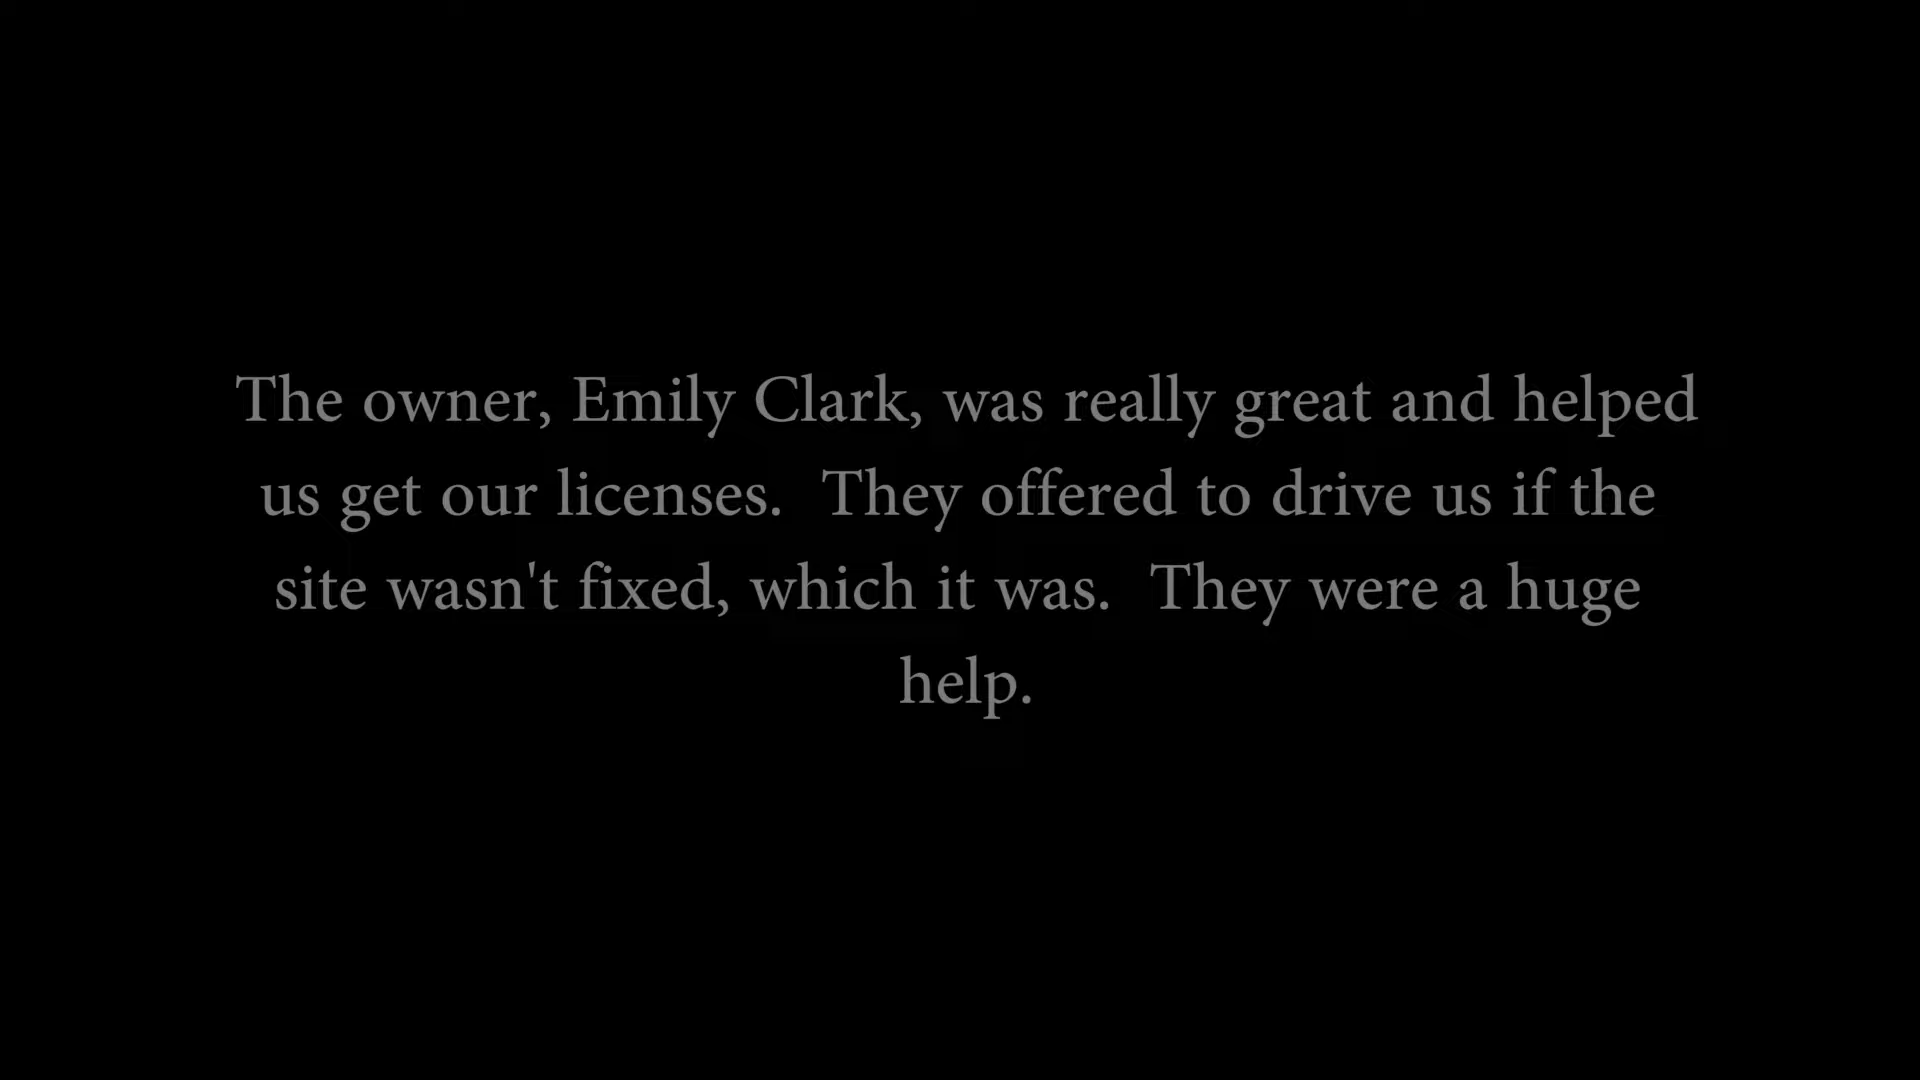 The owner, Emily Clark, was really great and helped
us get our licenses.  They offered to drive us if the
site wasn't fixed, which it was.  They were a huge
help.